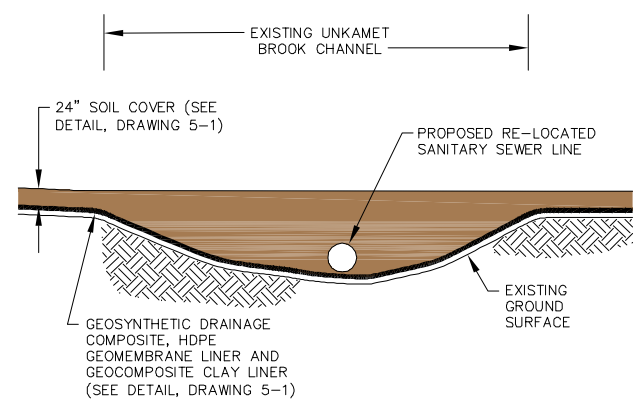 EXISTING UNKAMET
BROOK CHANNEL
24" SOIL COVER (SEE
DETAIL, DRAWING 5-1)
PROPOSED RE-LOCATED
SANITARY SEWER LINE
EXISTING
GROUND
SURFACE
GEOSYNTHETIC DRAINAGE
COMPOSITE, HDPE
GEOMEMBRANE LINER AND
GEOCOMPOSITE CLAY LINER
(SEE DETAIL, DRAWING 5-1)